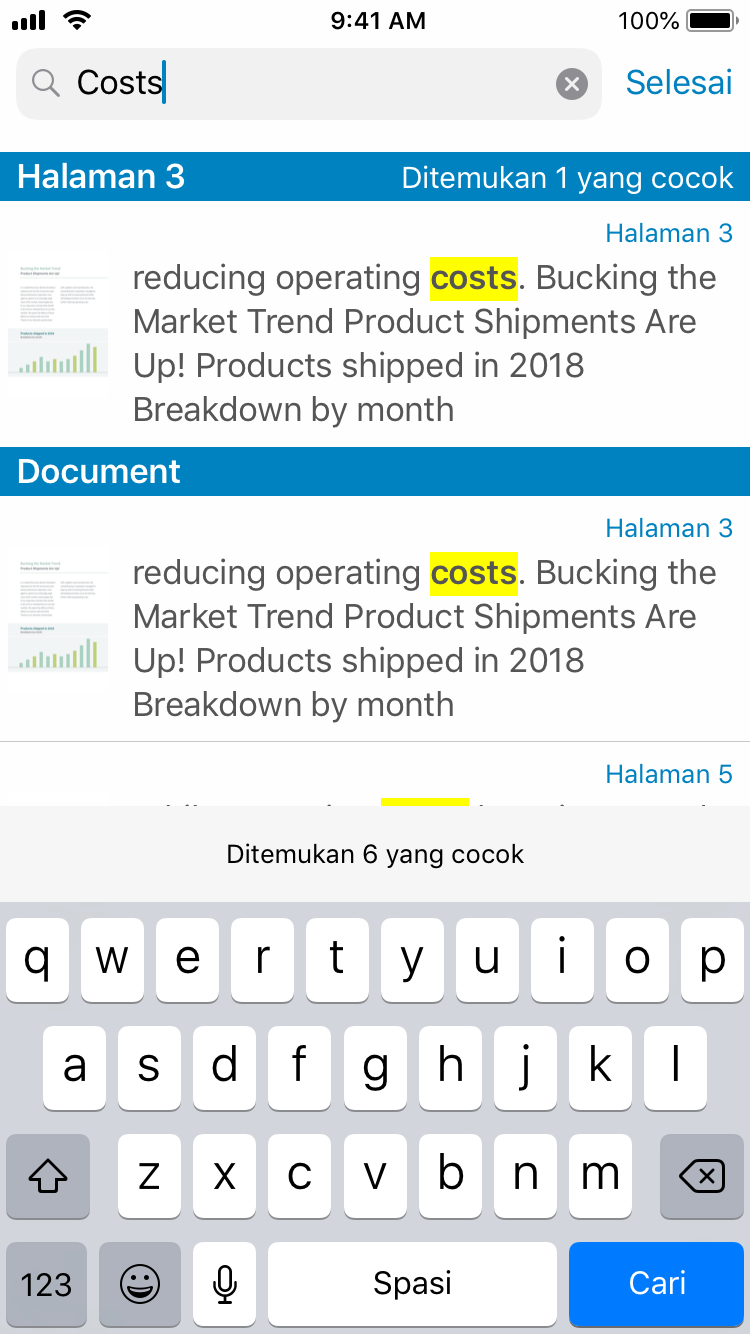 9:41 AM 100%
Costs Selesai
Halaman 3 Ditemukan 1 yang cocok
Halaman 3
reducing operating costs. Bucking the
Market Trend Product Shipments Are
Up! Products shipped in 2018
Breakdown by month
Document
Halaman 3
reducing operating costs. Bucking the
Market Trend Product Shipments Are
Up! Products shipped in 2018
Breakdown by month
Halaman 5
Ditemukan 6 yang cocok
q w e r t y u i o p
a s d f g h j k l
z x c v b n m
123 Spasi Cari